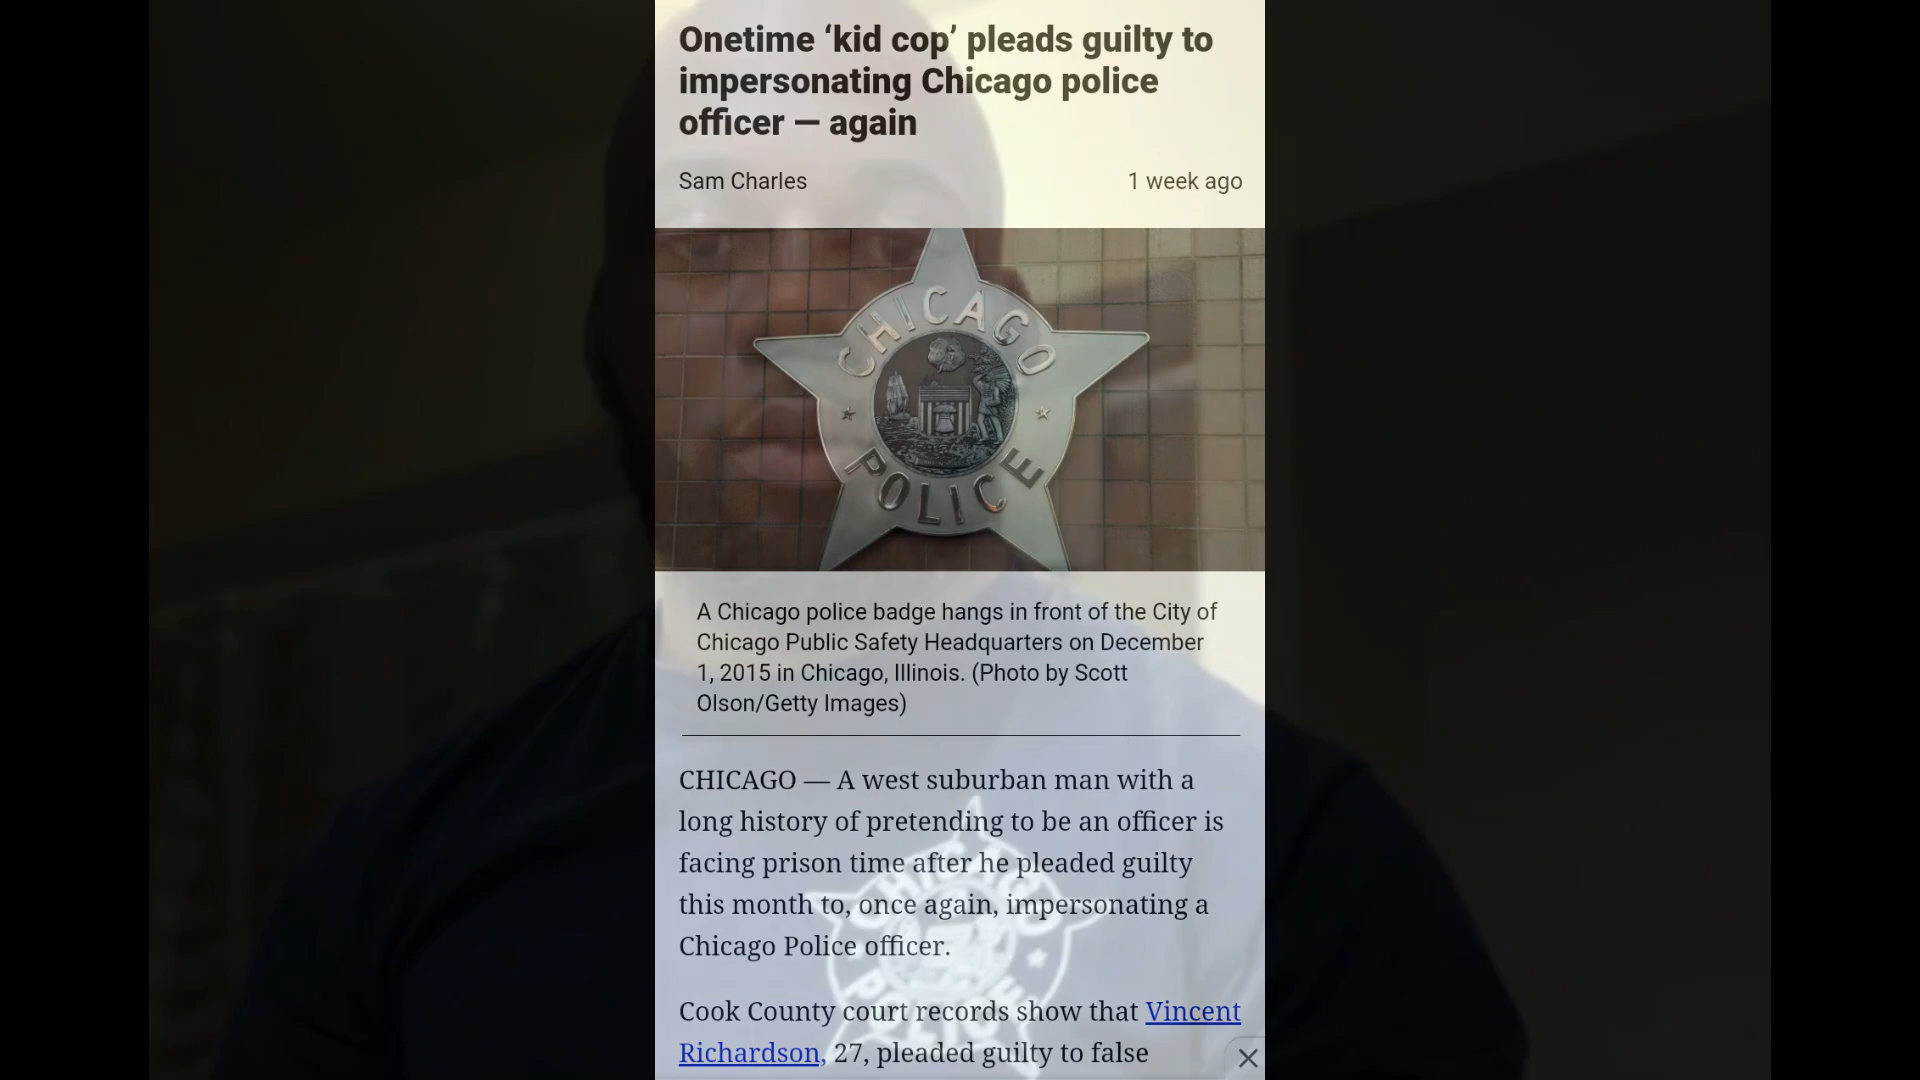 Onetime ‘kid cop’ pleads guilty to
impersonating Chicago police
officer — again
Sam Charles
1 week ago
CHICAGO
POLICE
A Chicago police badge hangs in front of the City of
Chicago Public Safety Headquarters on December
1, 2015 in Chicago, Illinois. (Photo by Scott
Olson/Getty Images)
CHICAGO — A west suburban man with a
long history of pretending to be an officer is
facing prison time after he pleaded guilty
this month to, once again, impersonating a
Chicago Police officer.
CHICAGO
POLICE
Cook County court records show that Vincent
Richardson, 27, pleaded guilty to false